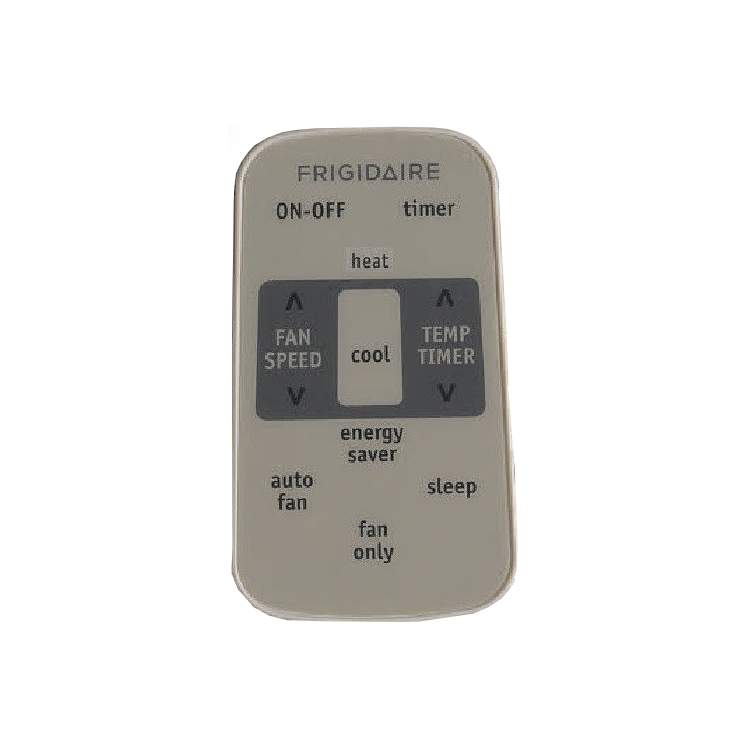 FRIGIDAIRE
ON-OFF timer
heat
FAN
SPEED
cool
TEMP
TIMER
energy
saver
auto
fan
sleep
fan
only